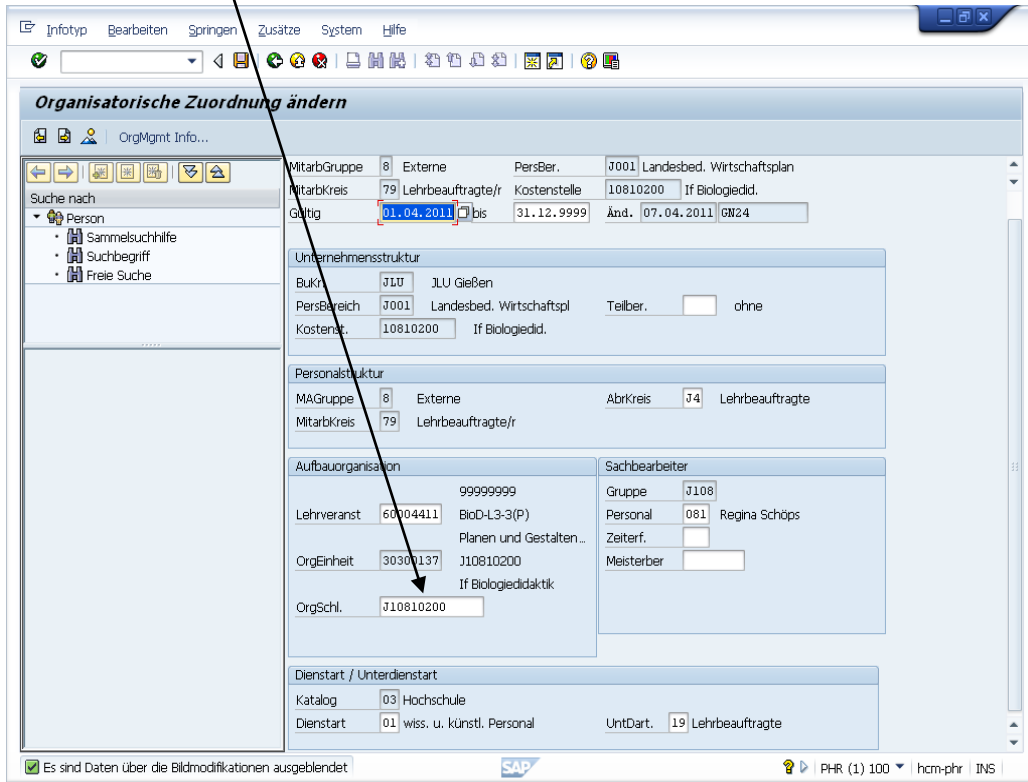 Infotyp Bearbeiten Springen Zusätze System Hilfe
Organisatorische Zuordnung ändern
OrgMgmt Info...
Suche nach
Person
Sammelsuchhilfe
Suchbegriff
Freie Suche
MitarbGruppe 8 Externe PersBer. J001 Landesbed. Wirtschaftsplan
MitarbKreis 79 Lehrbeauftragte/r Kostenstelle 10810200 If Biologiedid.
Gültig 01.04.2011 bis 31.12.9999 Änd. 07.04.2011 GN24
Unternehmensstruktur
BuKr. JLU JLU Gießen
PersBereich J001 Landesbed. Wirtschaftspl Teilber. ohne
Kostenst. 10810200 If Biologiedid.
Personalstruktur
MAGruppe 8 Externe AbrKreis J4 Lehrbeauftragte
MitarbKreis 79 Lehrbeauftragte/r
Aufbauorganisation Sachbearbeiter
99999999 Gruppe J108
Lehrveranst 60004411 BioD-L3-3(P) Personal 081 Regina Schöps
Planen und Gestalten... Zeiterf.
OrgEinheit 30300137 J10810200 Meisterber
If Biologiedidaktik
OrgSchl. J10810200
Dienstart / Unterdienstart
Katalog 03 Hochschule
Dienstart 01 wiss. u. künstl. Personal UntDart. 19 Lehrbeauftragte
Es sind Daten über die Bildmodifikationen ausgeblendet SAP PHR (1) 100 hcm-phr INS